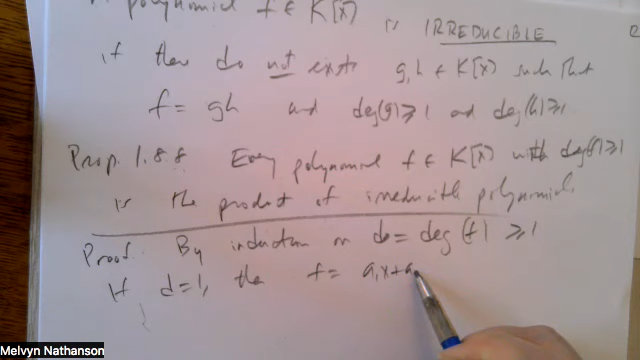 polynomial f ∈ K[x] is IRREDUCIBLE
if there do not exist g, h ∈ K[x] such that
f = gh and deg(g) ≥ 1 and deg(h) ≥ 1
Prop. 1.8.8 Every polynomial f ∈ K[x] with deg(f) ≥ 1
is the product of irreducible polynomials.
Proof. By induction on d = deg(f) ≥ 1
If d = 1, then f = a₁x + a
Melvyn Nathanson